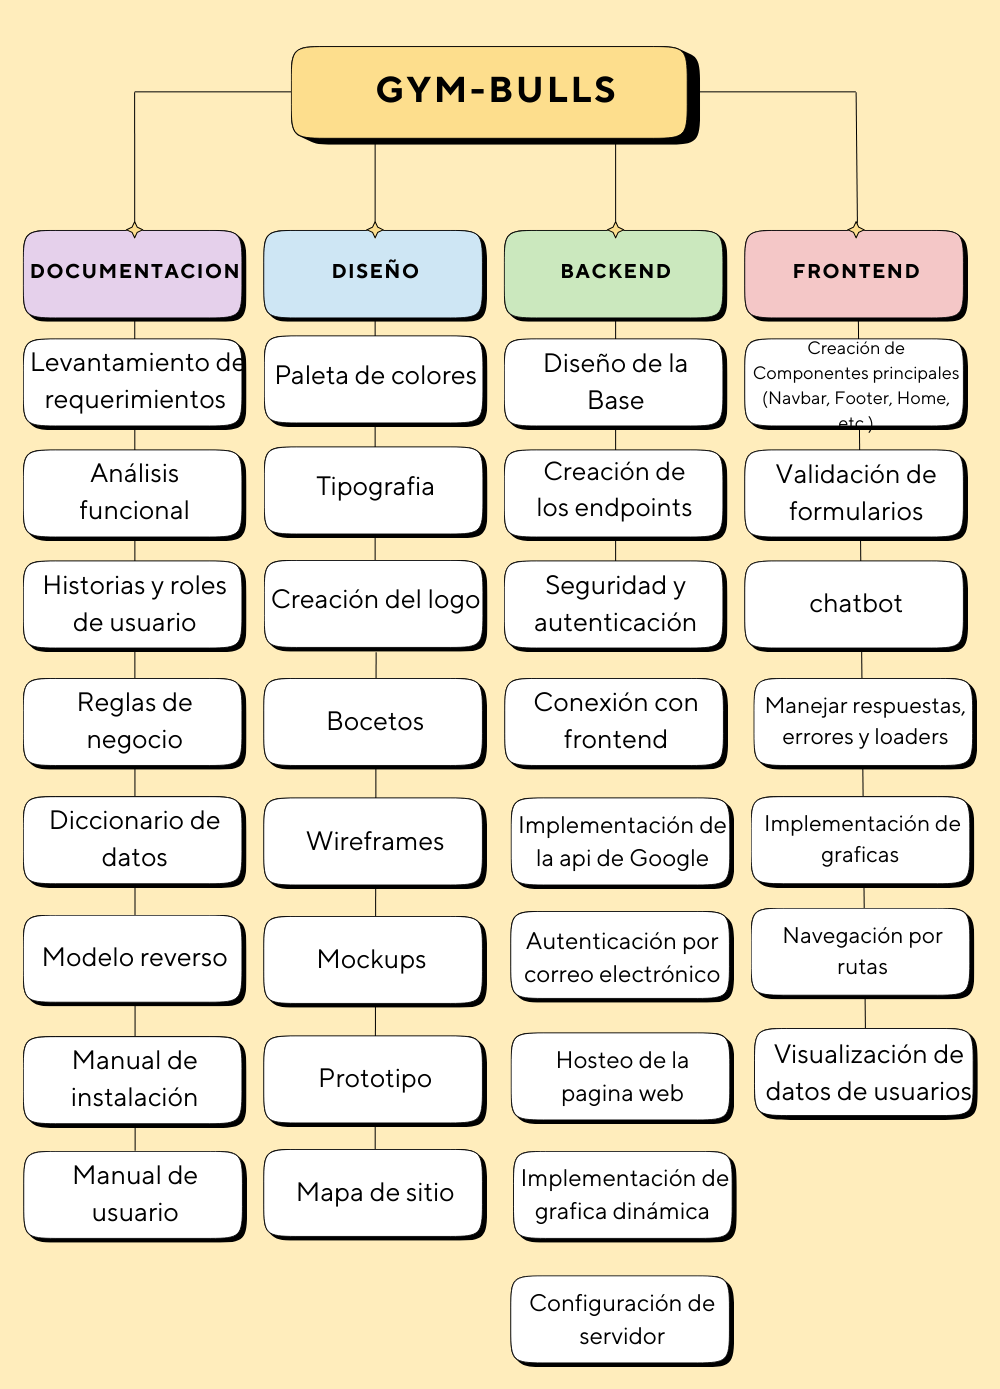 GYM-BULLS
DOCUMENTACION
Levantamiento de
requerimientos
Análisis
funcional
Historias y roles
de usuario
Reglas de
negocio
Diccionario de
datos
Modelo reverso
Manual de
instalación
Manual de
usuario
DISEÑO
Paleta de colores
Tipografia
Creación del logo
Bocetos
Wireframes
Mockups
Prototipo
Mapa de sitio
BACKEND
Diseño de la
Base
Creación de
los endpoints
Seguridad y
autenticación
Conexión con
frontend
Implementación de
la api de Google
Autenticación por
correo electrónico
Hosteo de la
pagina web
Implementación de
grafica dinámica
Configuración de
servidor
FRONTEND
Creación de
Componentes principales
(Navbar, Footer, Home,
etc.)
Validación de
formularios
chatbot
Manejar respuestas,
errores y loaders
Implementación de
graficas
Navegación por
rutas
Visualización de
datos de usuarios